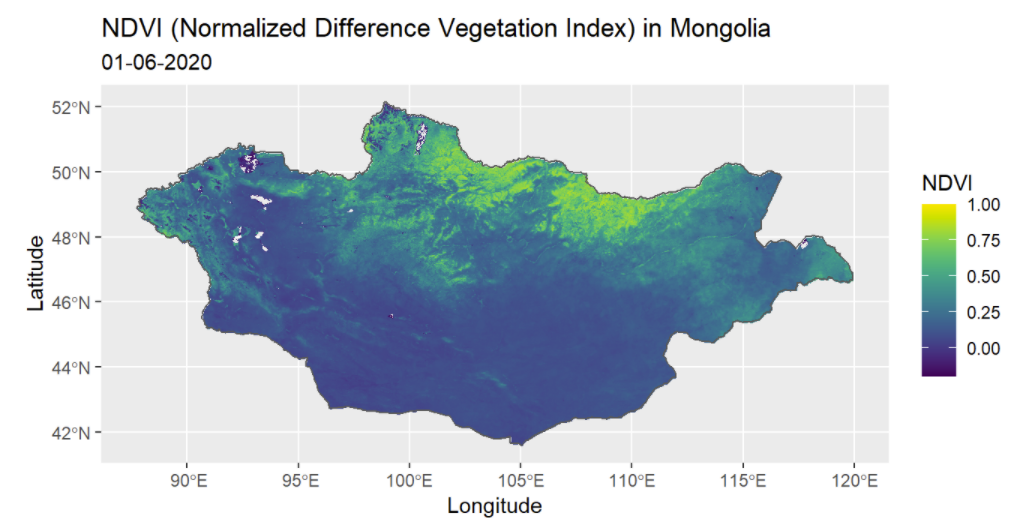 NDVI (Normalized Difference Vegetation Index) in Mongolia
01-06-2020
52°N
50°N
48°N
46°N
44°N
42°N
Latitude
90°E 95°E 100°E 105°E 110°E 115°E 120°E
Longitude
NDVI
1.00
0.75
0.50
0.25
0.00